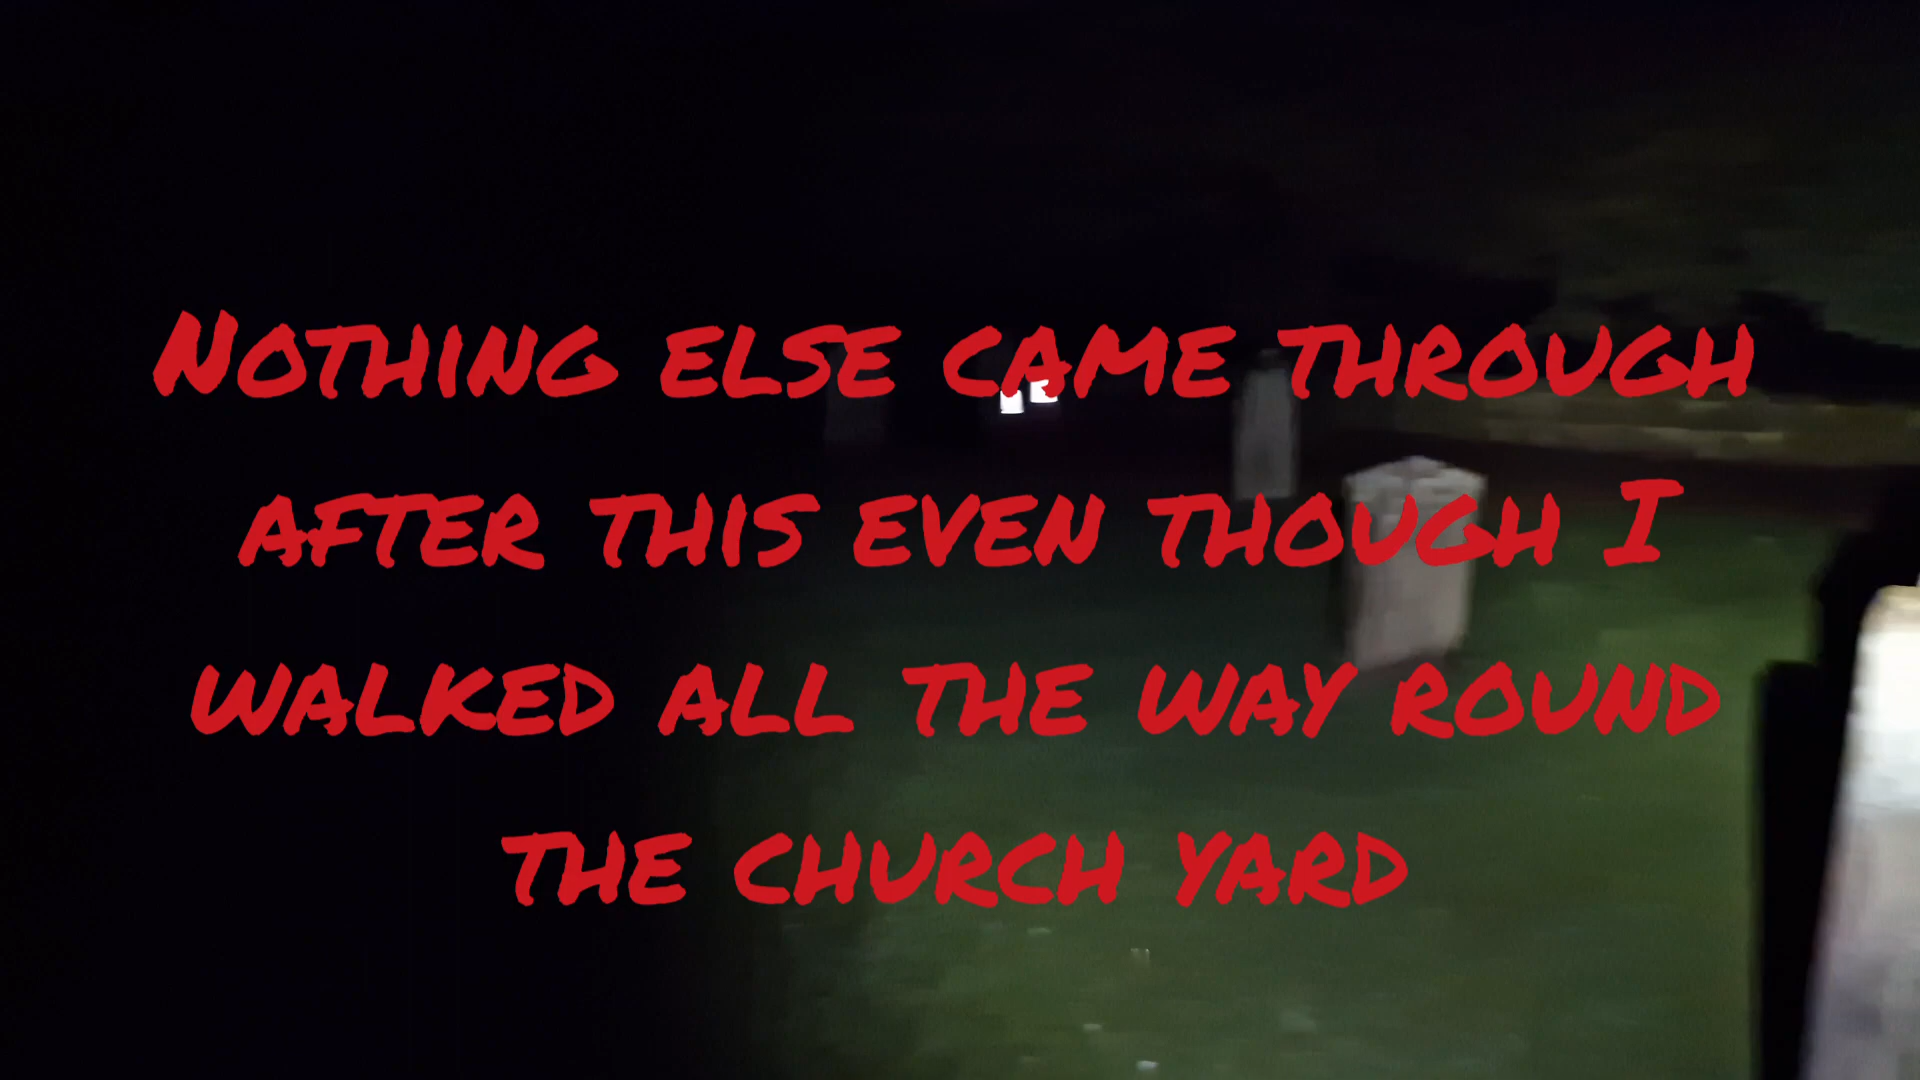 Nothing else came through
after this even though I
walked all the way round
the church yard